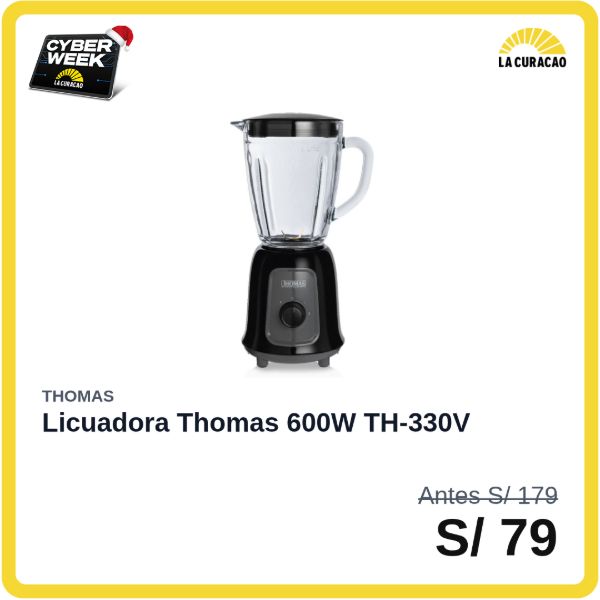 CYBER
WEEK
LA CURACAO
LA CURACAO
THOMAS
THOMAS
Licuadora Thomas 600W TH-330V
Antes S/ 179
S/ 79